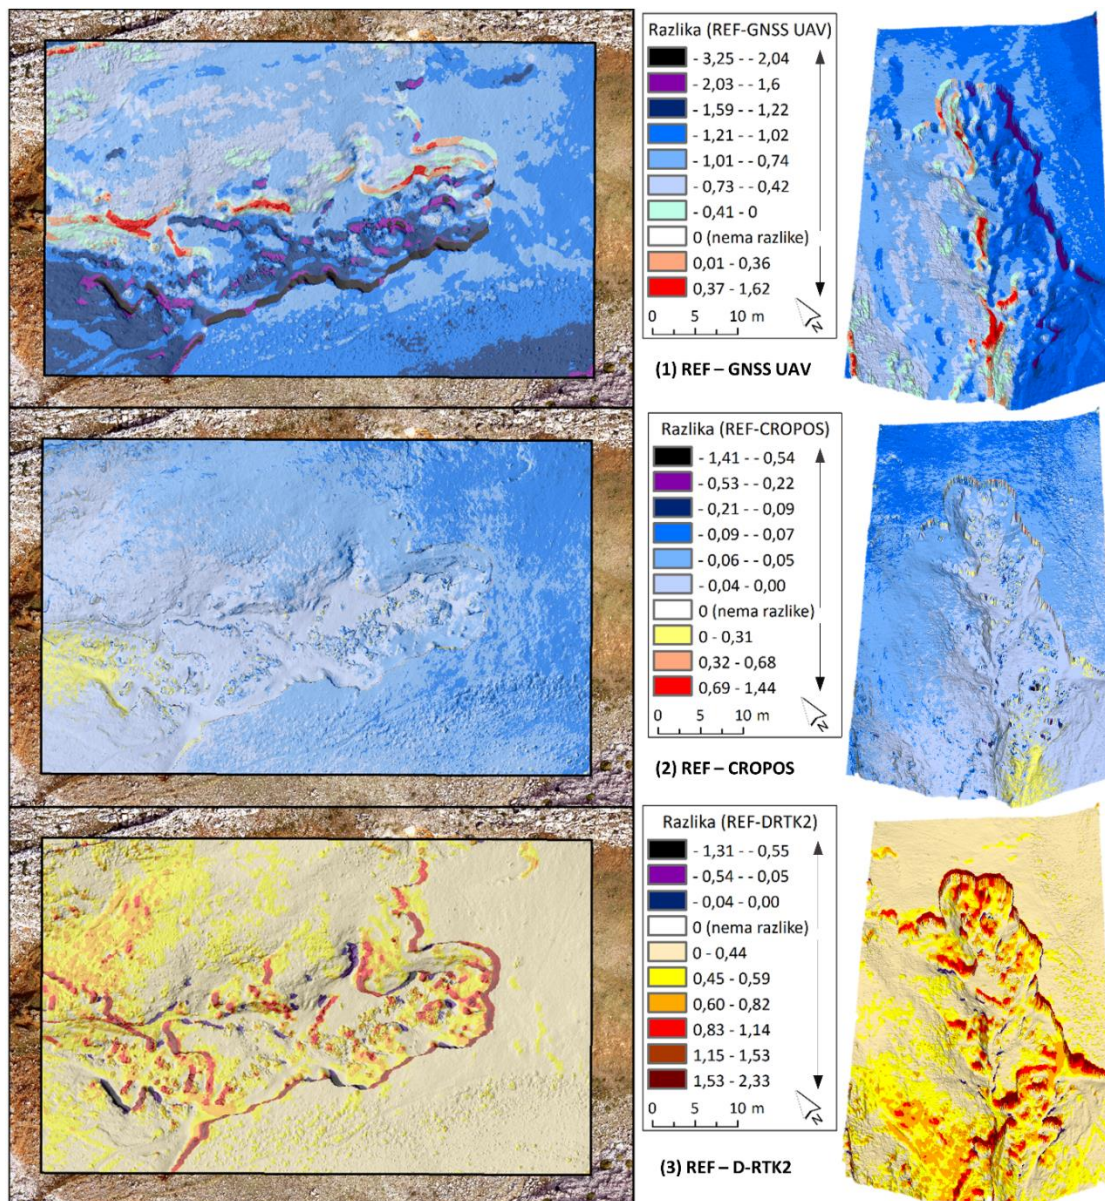 Razlika (REF-GNSS UAV)
- 3,25 - - 2,04
- 2,03 - - 1,6
- 1,59 - - 1,22
- 1,21 - - 1,02
- 1,01 - - 0,74
- 0,73 - - 0,42
- 0,41 - 0
0 (nema razlike)
0,01 - 0,36
0,37 - 1,62
0 5 10 m
N
(1) REF – GNSS UAV
Razlika (REF-CROPOS)
- 1,41 - - 0,54
- 0,53 - - 0,22
- 0,21 - - 0,09
- 0,09 - - 0,07
- 0,06 - - 0,05
- 0,04 - 0,00
0 (nema razlike)
0 - 0,31
0,32 - 0,68
0,69 - 1,44
0 5 10 m
N
(2) REF – CROPOS
Razlika (REF-DRTK2)
- 1,31 - - 0,55
- 0,54 - - 0,05
- 0,04 - 0,00
0 (nema razlike)
0 - 0,44
0,45 - 0,59
0,60 - 0,82
0,83 - 1,14
1,15 - 1,53
1,53 - 2,33
0 5 10 m
N
(3) REF – D-RTK2